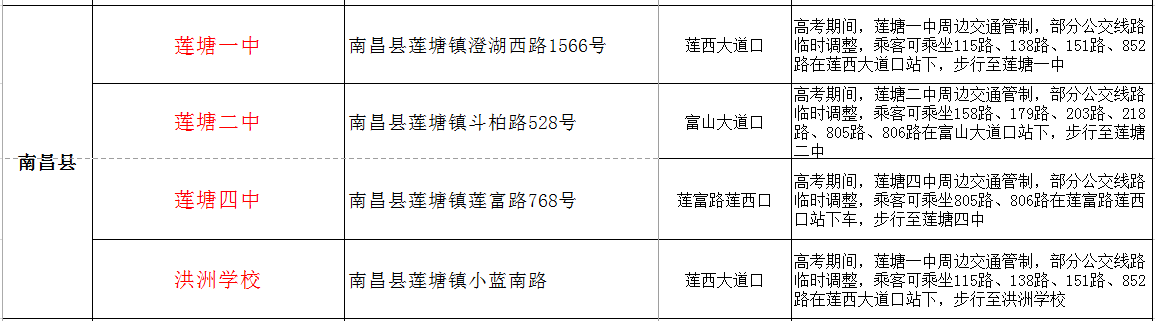 南昌县
莲塘一中
南昌县莲塘镇澄湖西路1566号
莲西大道口
高考期间，莲塘一中周边交通管制，部分公交线路
临时调整，乘客可乘坐115路、138路、151路、852
路在莲西大道口站下，步行至莲塘一中
莲塘二中
南昌县莲塘镇斗柏路528号
富山大道口
高考期间，莲塘二中周边交通管制，部分公交线路
临时调整，乘客可乘坐158路、179路、203路、218
路、805路、806路在富山大道口站下，步行至莲塘
二中
莲塘四中
南昌县莲塘镇莲富路768号
莲富路莲西口
高考期间，莲塘四中周边交通管制，部分公交线路
临时调整，乘客可乘坐805路、806路在莲富路莲西
口站下车，步行至莲塘四中
洪洲学校
南昌县莲塘镇小蓝南路
莲西大道口
高考期间，莲塘一中周边交通管制，部分公交线路
临时调整，乘客可乘坐115路、138路、151路、852
路在莲西大道口站下，步行至洪洲学校